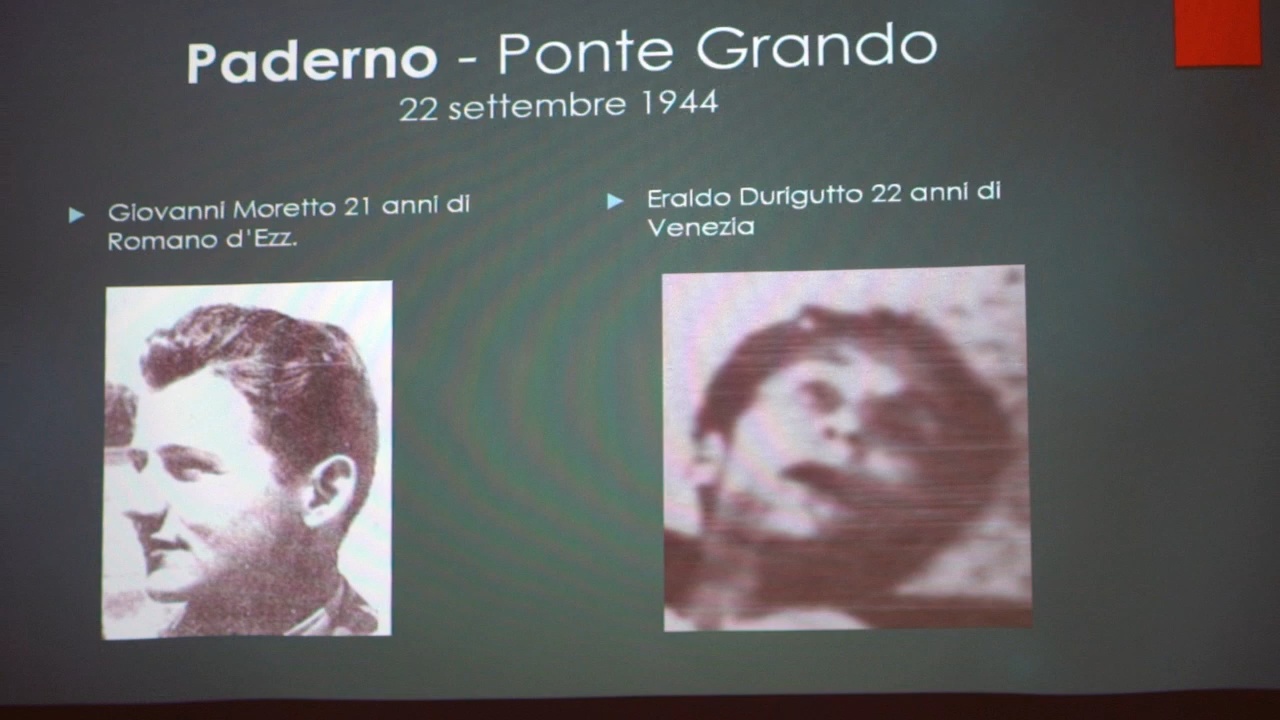 Paderno - Ponte Grando
22 settembre 1944
Giovanni Moretto 21 anni di
Romano d'Ezz.
Eraldo Durigutto 22 anni di
Venezia